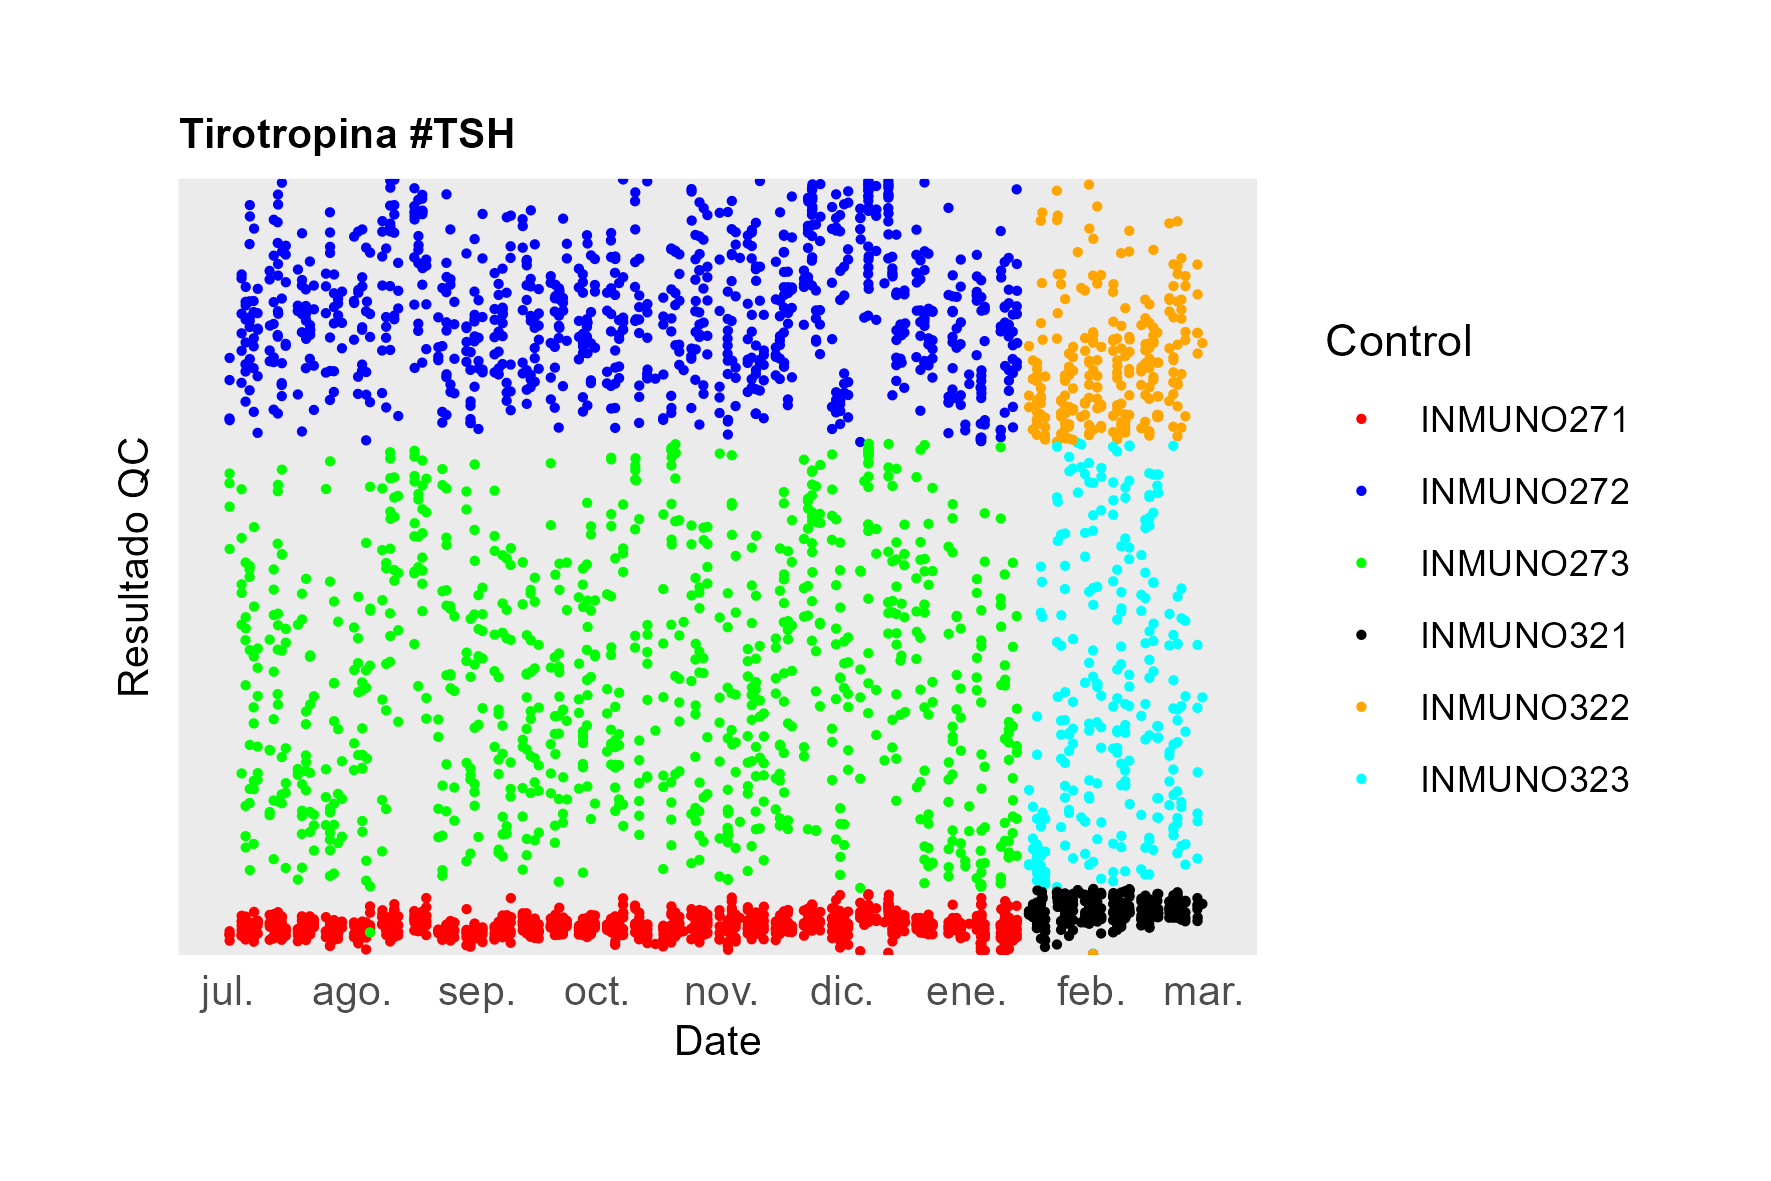 Tirotropina #TSH
Resultado QC
jul. ago. sep. oct. nov. dic. ene. feb. mar.
Date
Control
INMUNO271
INMUNO272
INMUNO273
INMUNO321
INMUNO322
INMUNO323